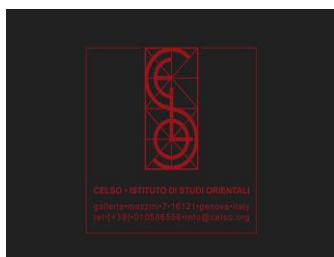 CELSO • ISTITUTO DI STUDI ORIENTALI
galleria•mazzini•7•16121•genova•italy
tel•[+39]•010586556•info@celso.org